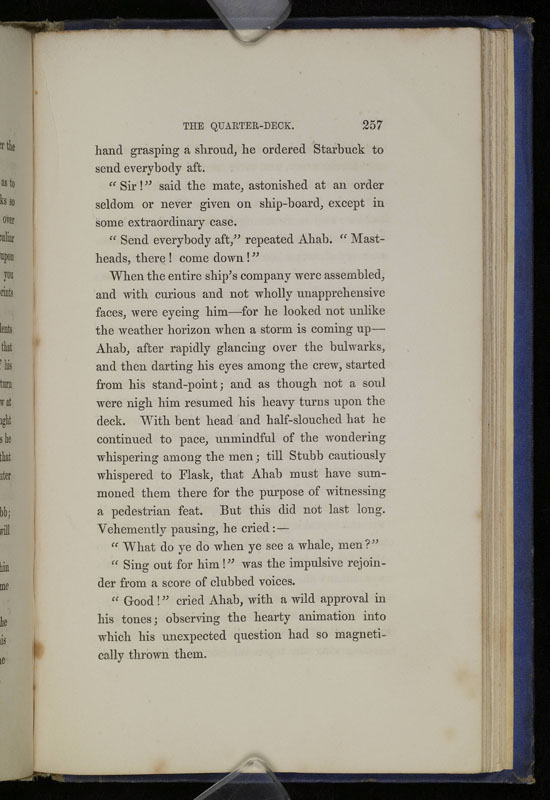 THE QUARTER-DECK. 257
hand grasping a shroud, he ordered Starbuck to
send everybody aft.
“ Sir !” said the mate, astonished at an order
seldom or never given on ship-board, except in
some extraordinary case.
“ Send everybody aft,” repeated Ahab. “ Mast-
heads, there ! come down !”
When the entire ship's company were assembled,
and with curious and not wholly unapprehensive
faces, were eyeing him—for he looked not unlike
the weather horizon when a storm is coming up—
Ahab, after rapidly glancing over the bulwarks,
and then darting his eyes among the crew, started
from his stand-point ; and as though not a soul
were nigh him resumed his heavy turns upon the
deck. With bent head and half-slouched hat he
continued to pace, unmindful of the wondering
whispering among the men ; till Stubb cautiously
whispered to Flask, that Ahab must have sum-
moned them there for the purpose of witnessing
a pedestrian feat. But this did not last long.
Vehemently pausing, he cried :—
“ What do ye do when ye see a whale, men ?”
“ Sing out for him !” was the impulsive rejoin-
der from a score of clubbed voices.
“ Good !” cried Ahab, with a wild approval in
his tones ; observing the hearty animation into
which his unexpected question had so magneti-
cally thrown them.